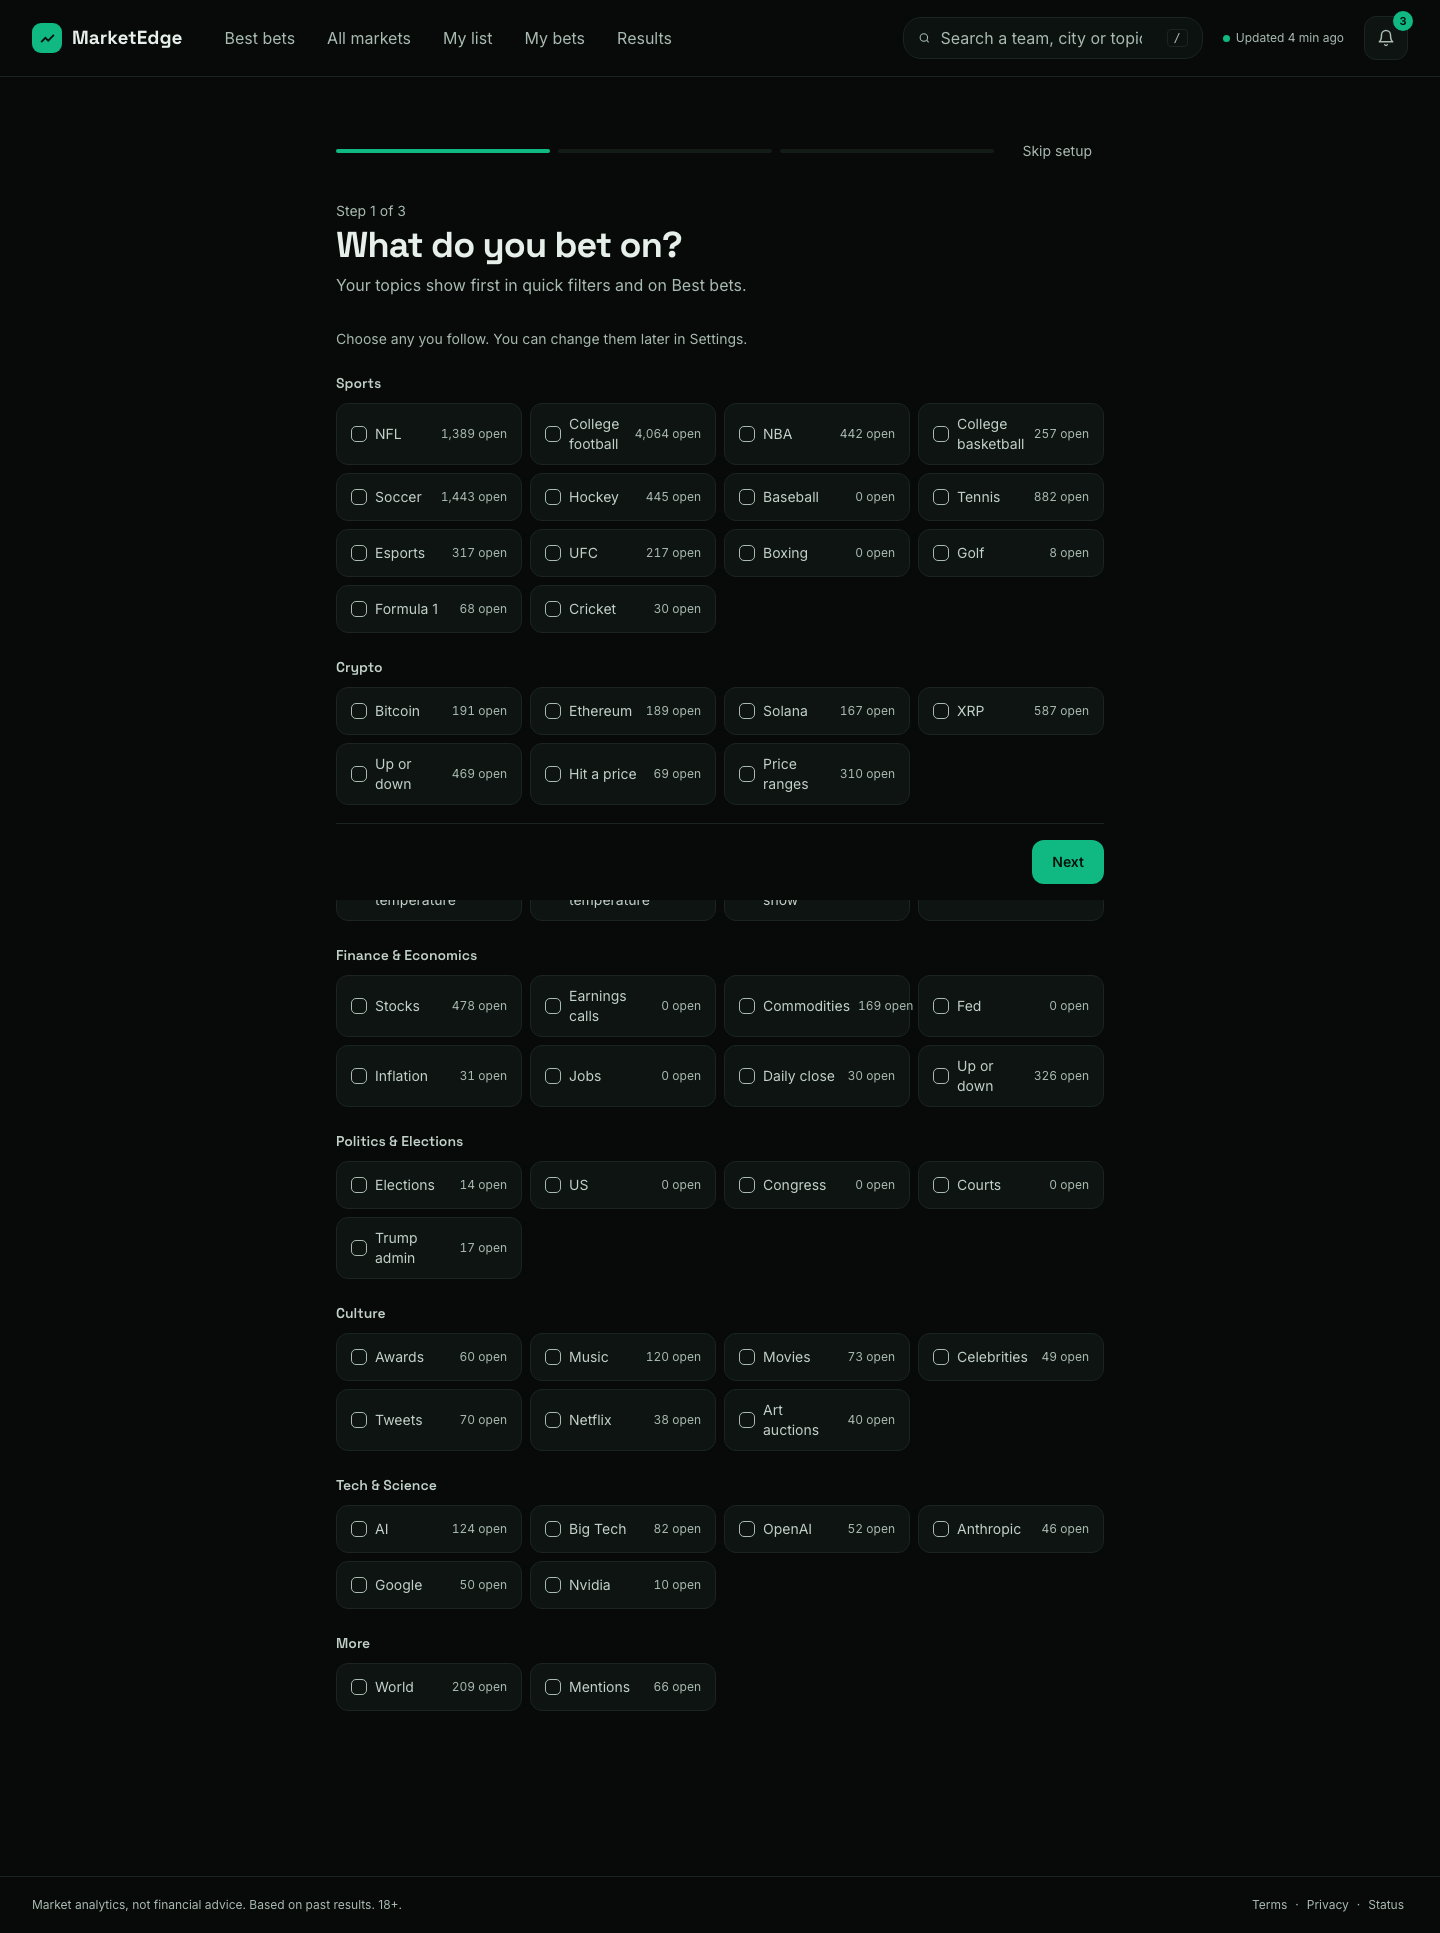 MarketEdge
Best bets
All markets
My list
My bets
Results
Search a team, city or topic
/
Updated 4 min ago
3
Skip setup
Step 1 of 3
What do you bet on?
Your topics show first in quick filters and on Best bets.
Choose any you follow. You can change them later in Settings.
Sports
NFL 1,389 open
College football 4,064 open
NBA 442 open
College basketball 257 open
Soccer 1,443 open
Hockey 445 open
Baseball 0 open
Tennis 882 open
Esports 317 open
UFC 217 open
Boxing 0 open
Golf 8 open
Formula 1 68 open
Cricket 30 open
Crypto
Bitcoin 191 open
Ethereum 189 open
Solana 167 open
XRP 587 open
Up or down 469 open
Hit a price 69 open
Price ranges 310 open
Next
temperature
temperature
show
Finance & Economics
Stocks 478 open
Earnings calls 0 open
Commodities 169 open
Fed 0 open
Inflation 31 open
Jobs 0 open
Daily close 30 open
Up or down 326 open
Politics & Elections
Elections 14 open
US 0 open
Congress 0 open
Courts 0 open
Trump admin 17 open
Culture
Awards 60 open
Music 120 open
Movies 73 open
Celebrities 49 open
Tweets 70 open
Netflix 38 open
Art auctions 40 open
Tech & Science
AI 124 open
Big Tech 82 open
OpenAI 52 open
Anthropic 46 open
Google 50 open
Nvidia 10 open
More
World 209 open
Mentions 66 open
Market analytics, not financial advice. Based on past results. 18+.
Terms · Privacy · Status